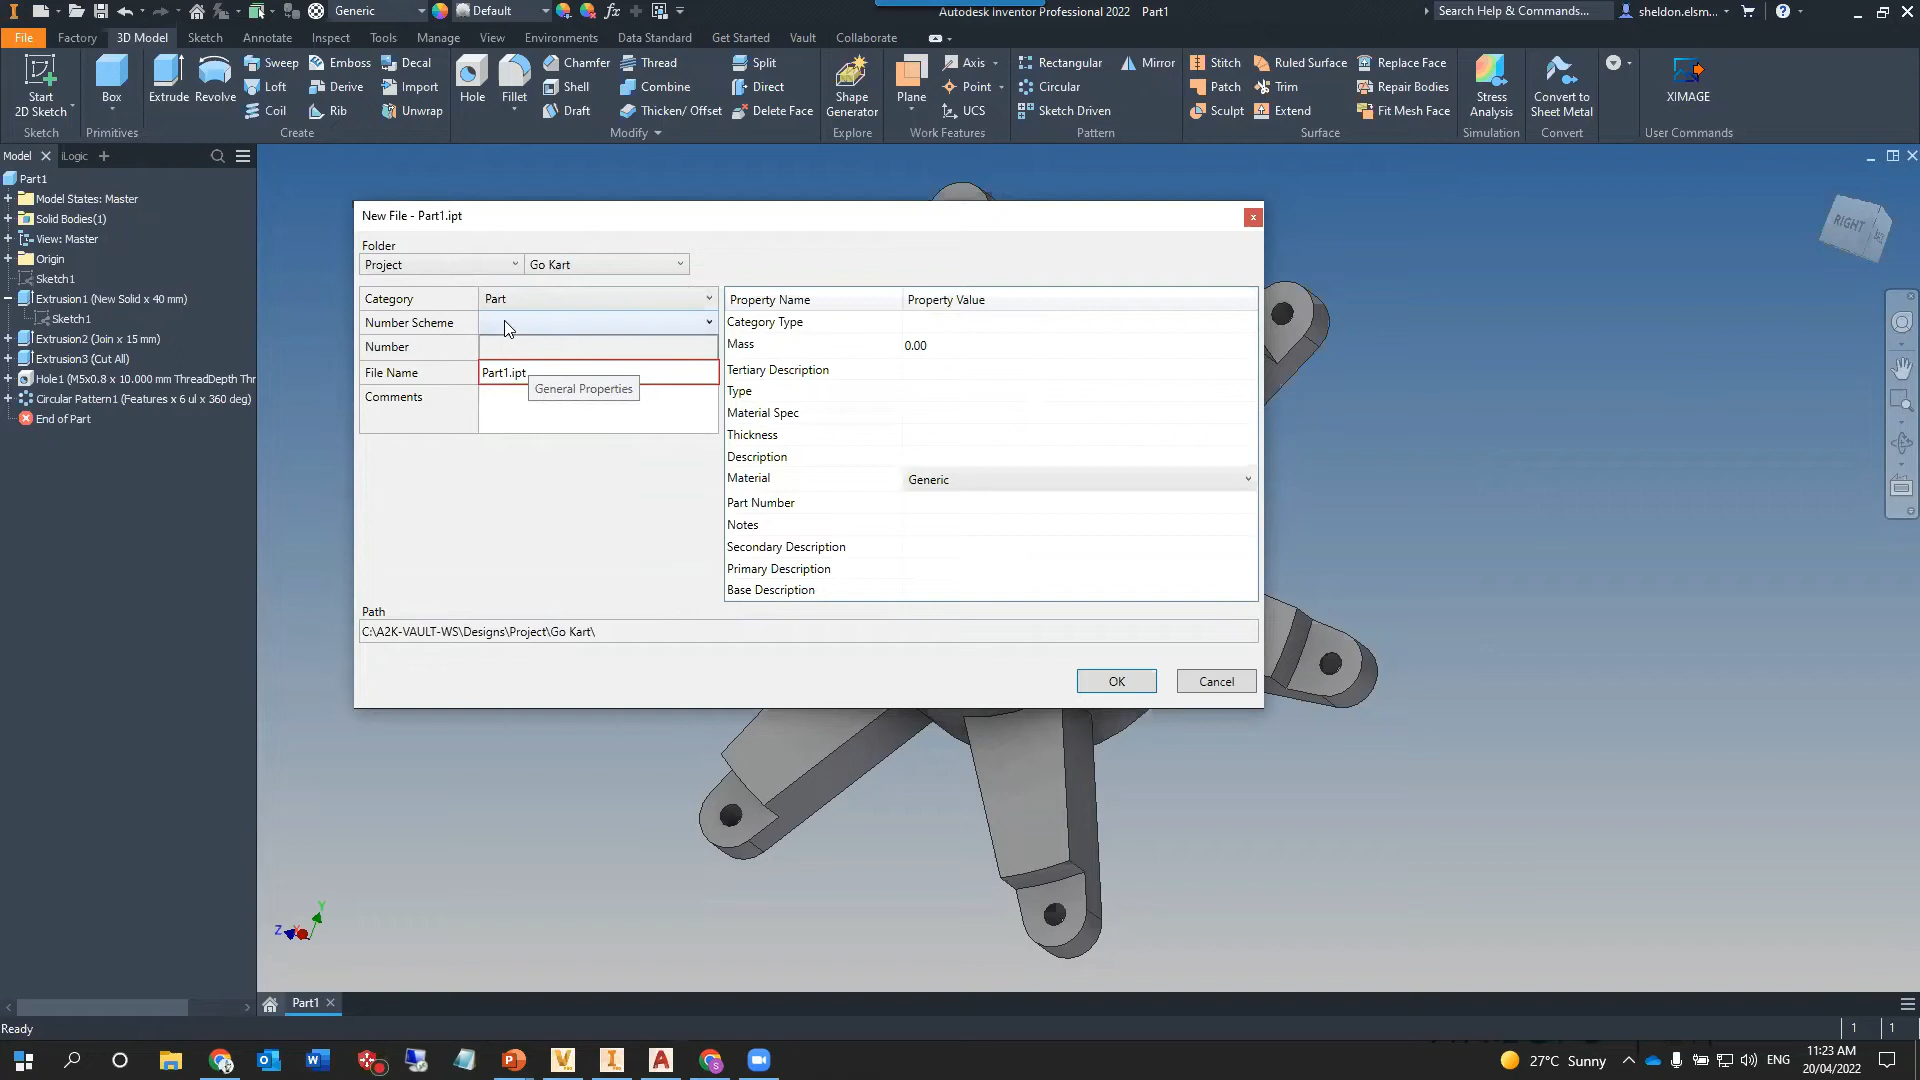 Generic
Default
Autodesk Inventor Professional 2022 Part1
Search Help & Commands...
sheldon.elsm...
File Factory 3D Model Sketch Annotate Inspect Tools Manage View Environments Data Standard Get Started Vault Collaborate
Start
2D Sketch
Box
Extrude
Revolve
Sweep
Loft
Coil
Emboss
Derive
Rib
Decal
Import
Unwrap
Hole
Fillet
Chamfer
Shell
Draft
Thread
Combine
Thicken/ Offset
Split
Direct
Delete Face
Shape
Generator
Plane
Axis
Point
UCS
Rectangular
Circular
Sketch Driven
Mirror
Stitch
Patch
Sculpt
Ruled Surface
Trim
Extend
Replace Face
Repair Bodies
Fit Mesh Face
Stress
Analysis
Convert to
Sheet Metal
XIMAGE
Sketch Primitives Create Modify Explore Work Features Pattern Surface Simulation Convert User Commands
Model
iLogic
Part1
Model States: Master
Solid Bodies(1)
View: Master
Origin
Sketch1
Extrusion1 (New Solid x 40 mm)
Sketch1
Extrusion2 (Join x 15 mm)
Extrusion3 (Cut All)
Hole1 (M5x0.8 x 10.000 mm ThreadDepth Thr
Circular Pattern1 (Features x 6 ul x 360 deg)
End of Part
New File - Part1.ipt
x
Folder
Project
Go Kart
Category Part
Number Scheme
Number
File Name Part1.ipt
General Properties
Comments
Property Name Property Value
Category Type
Mass 0.00
Tertiary Description
Type
Material Spec
Thickness
Description
Material Generic
Part Number
Notes
Secondary Description
Primary Description
Base Description
Path
C:\A2K-VAULT-WS\Designs\Project\Go Kart\
OK
Cancel
RIGHT
Y
Z
Part1
Ready
1 1
27°C Sunny
ENG
11:23 AM
20/04/2022